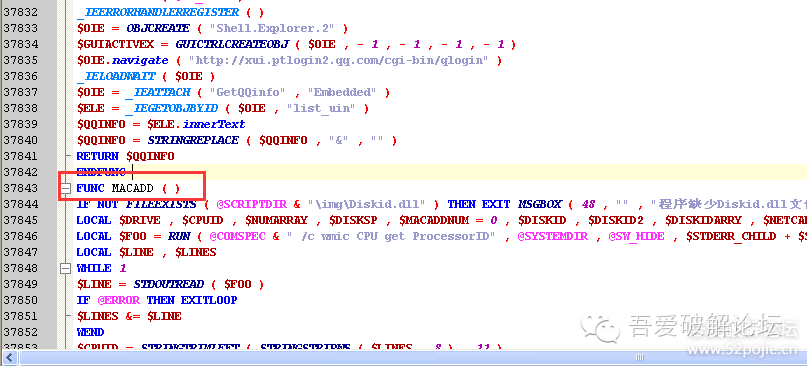 37832 _IEERRORHANDLERREGISTER ( )
37833 $OIE = OBJCREATE ( "Shell.Explorer.2" )
37834 $GUIACTIVEX = GUICTRLCREATEOBJ ( $OIE , - 1 , - 1 , - 1 , - 1 )
37835 $OIE.navigate ( "http://xui.ptlogin2.qq.com/cgi-bin/qlogin" )
37836 _IELOADWAIT ( $OIE )
37837 $OIE = _IEATTACH ( "GetQQinfo" , "Embedded" )
37838 $ELE = _IEGETOBJBYID ( $OIE , "list_uin" )
37839 $QQINFO = $ELE.innerText
37840 $QQINFO = STRINGREPLACE ( $QQINFO , "&" , "" )
37841 RETURN $QQINFO
37842 ENDFUNC
37843 FUNC MACADD ( )
37844 IF NOT FILEEXISTS ( @SCRIPTDIR & "\img\Diskid.dll" ) THEN EXIT MSGBOX ( 48 , "" , "程序缺少Diskid.dll文
37845 LOCAL $DRIVE , $CPUID , $NUMARRAY , $DISKSP , $MACADDNUM = 0 , $DISKID , $DISKID2 , $DISKIDARRY , $NETCA
37846 LOCAL $FOO = RUN ( @COMSPEC & " /c wmic CPU get ProcessorID" , @SYSTEMDIR , @SW_HIDE , $STDERR_CHILD + $S
37847 LOCAL $LINE , $LINES
37848 WHILE 1
37849 $LINE = STDOUTREAD ( $FOO )
37850 IF @ERROR THEN EXITLOOP
37851 $LINES &= $LINE
37852 WEND
37853 $CPUID = STRINGTRIMLEFT ( STRINGSTRIPWS ( $LINES , 8 ) , 11 )
吾爱破解论坛
www.52pojie.cn